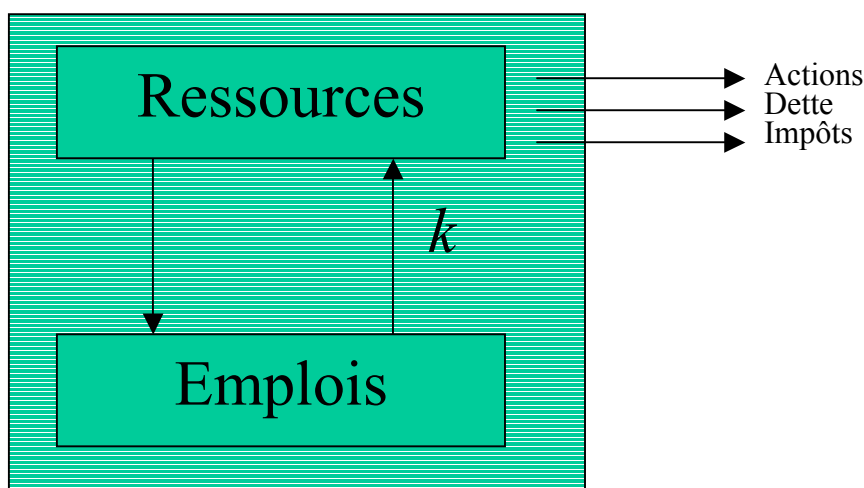 Ressources
Actions
Dette
Impôts
k
Emplois